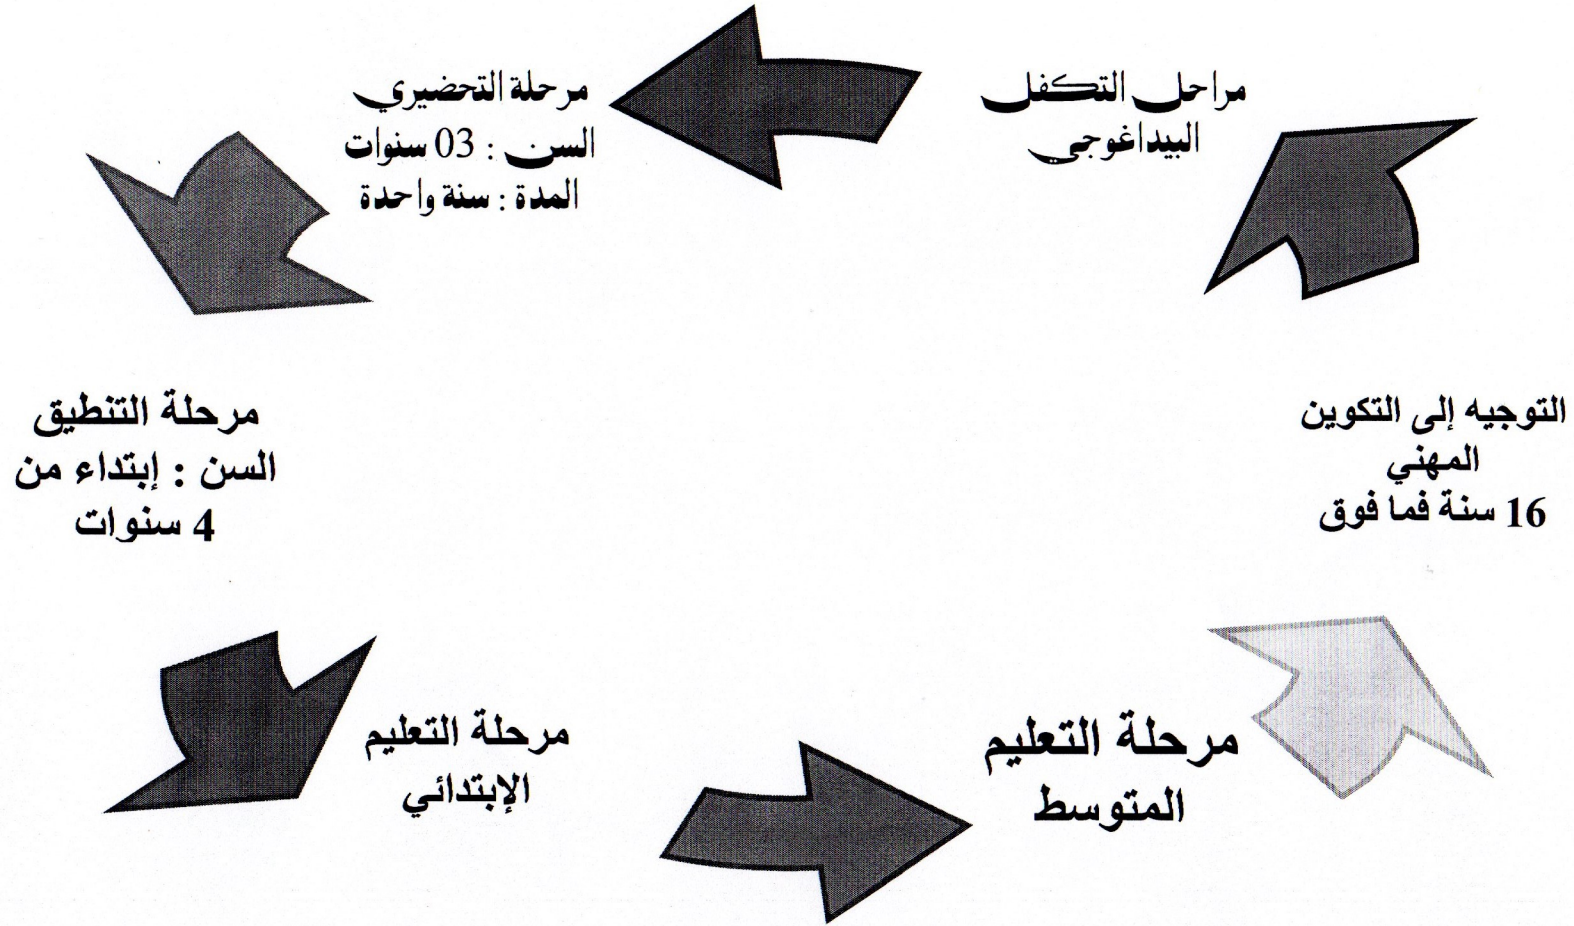 مراحل التكفل
البيداغوجي
مرحلة التحضيري
السن : 03 سنوات
المدة : سنة واحدة
مرحلة التنطيق
السن : إبتداء من
4 سنوات
مرحلة التعليم
الإبتدائي
مرحلة التعليم
المتوسط
التوجيه إلى التكوين
المهني
16 سنة فما فوق